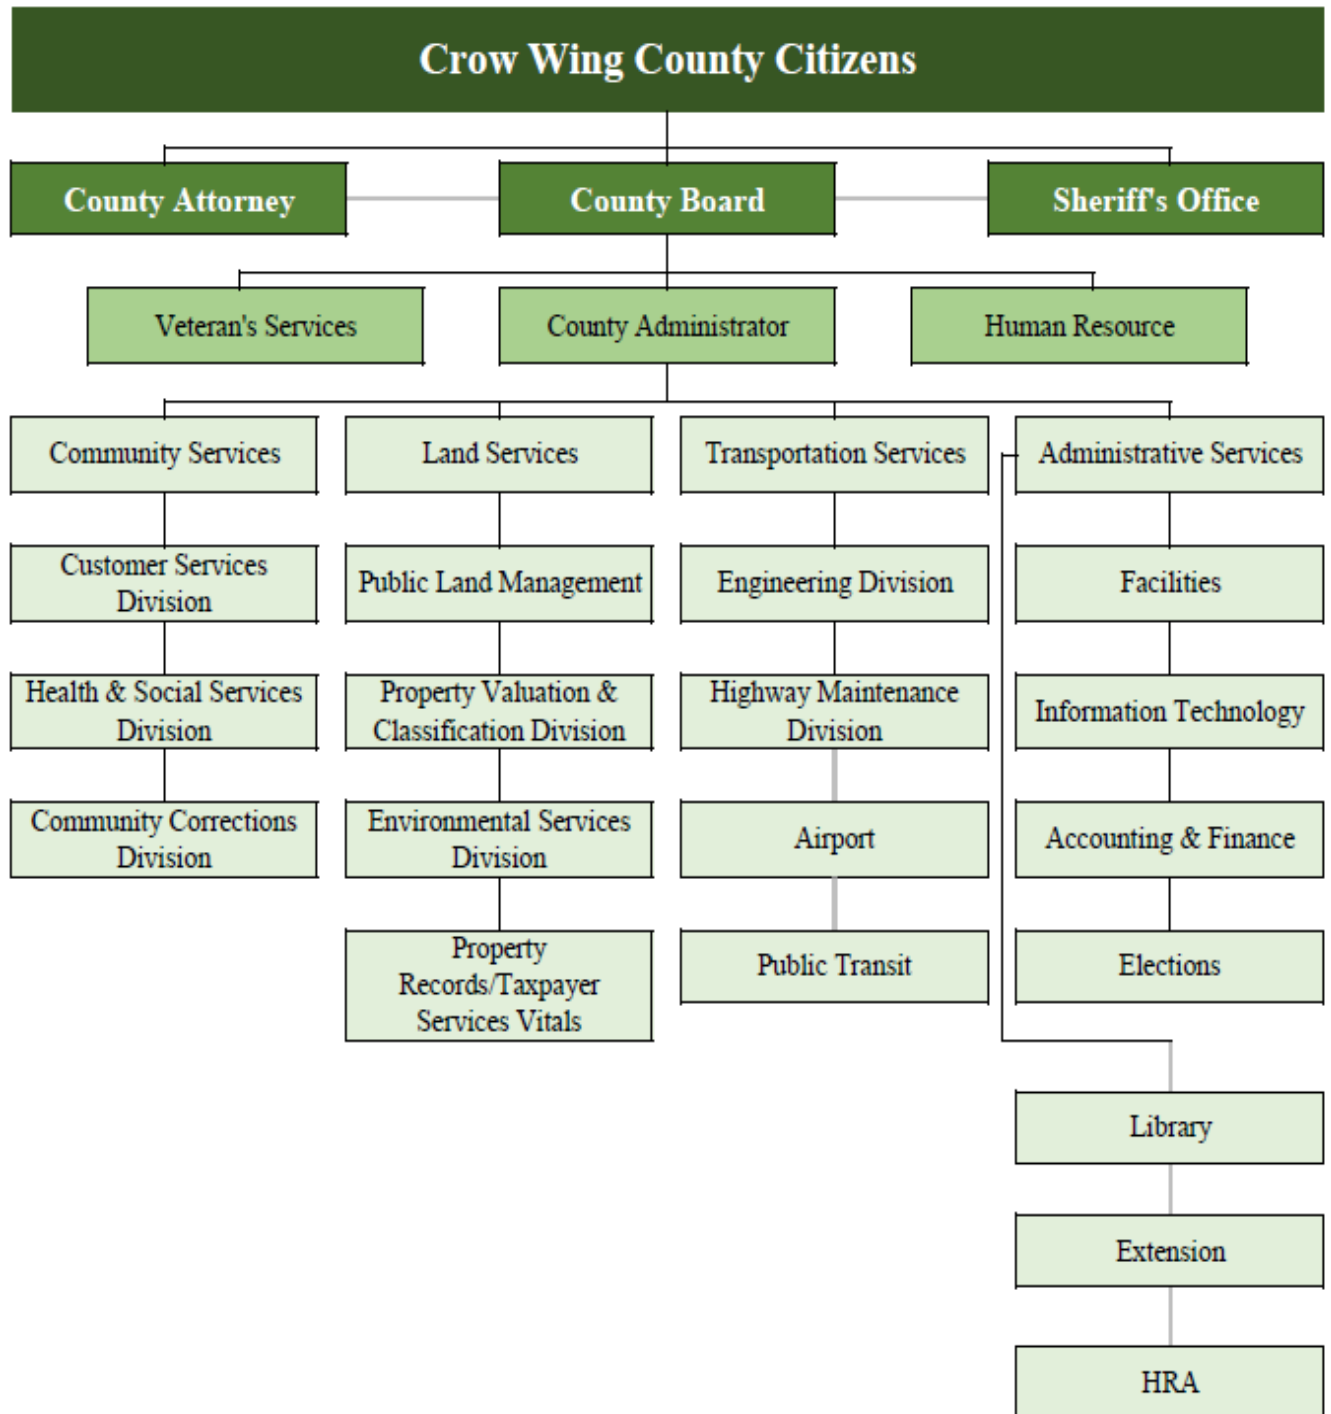 Crow Wing County Citizens
County Attorney
County Board
Sheriff's Office
Veteran's Services
County Administrator
Human Resource
Community Services
Land Services
Transportation Services
Administrative Services
Customer Services
Division
Public Land Management
Engineering Division
Facilities
Health & Social Services
Division
Property Valuation &
Classification Division
Highway Maintenance
Division
Information Technology
Community Corrections
Division
Environmental Services
Division
Airport
Accounting & Finance
Property
Records/Taxpayer
Services Vitals
Public Transit
Elections
Library
Extension
HRA